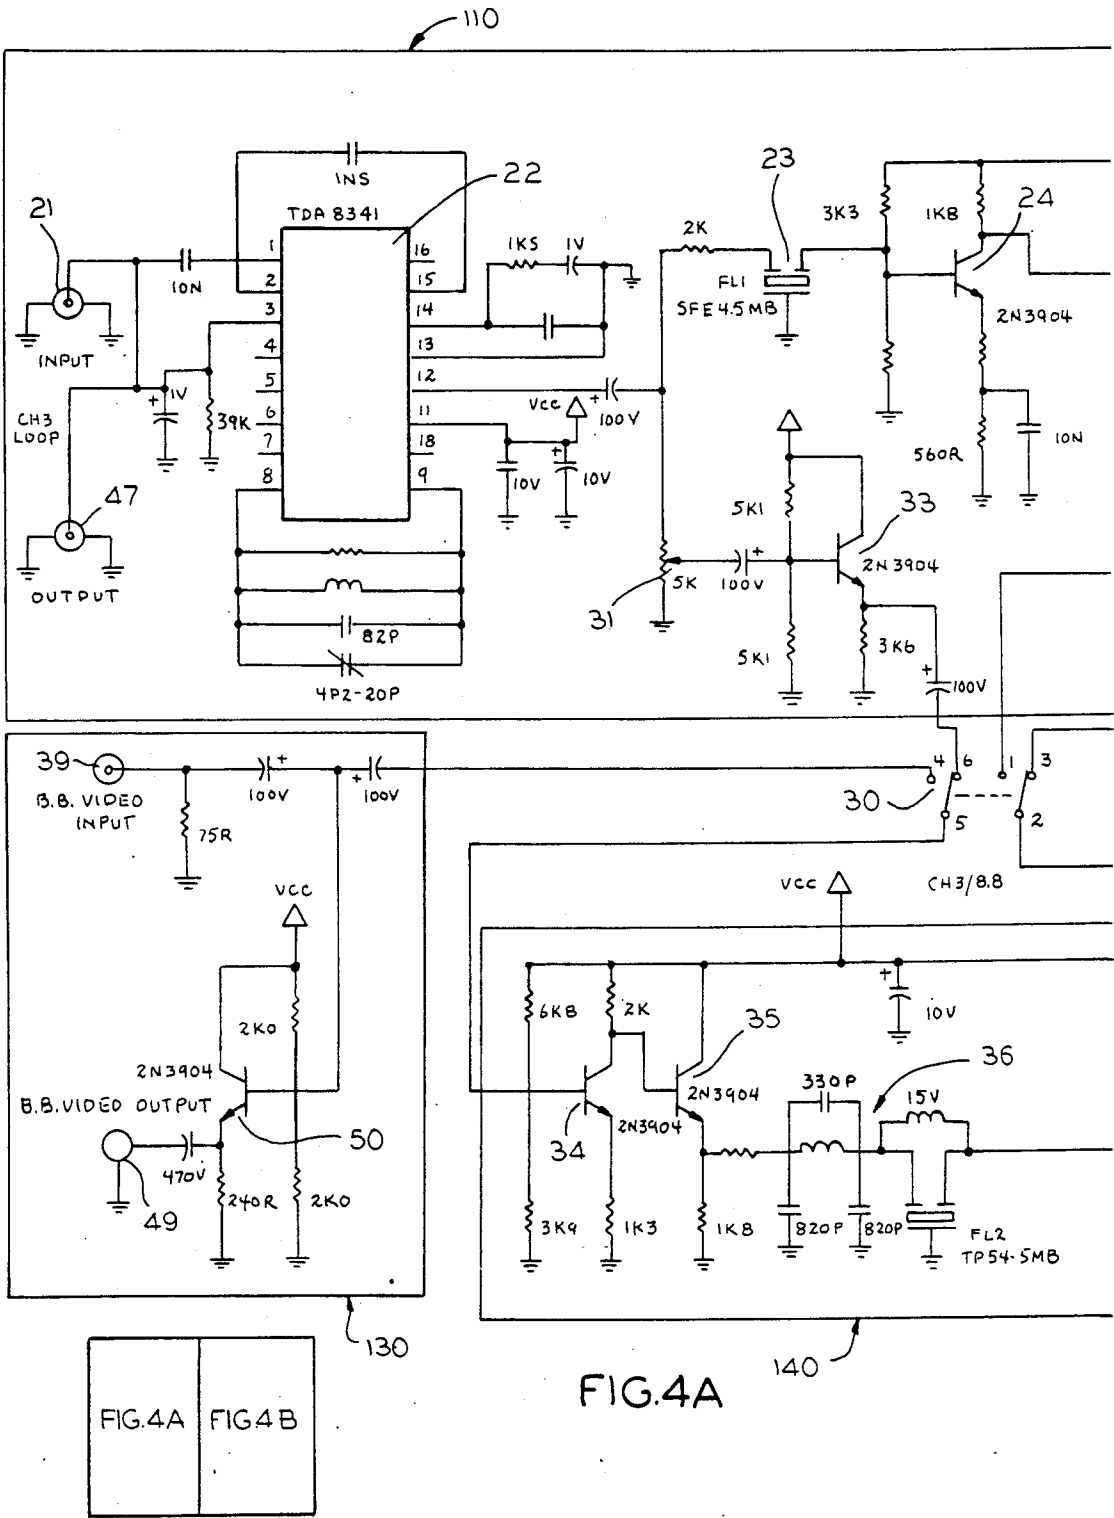 110
1N5
TDA 8341
22
21
1
2
3
4
5
6
7
8
16
15
14
13
12
11
18
9
10N
INPUT
1K5
1V
23
2K
FL1
SFE4.5MB
3K3
1K8
24
2N3904
CH3
LOOP
+
1V
39K
VCC
+
100V
10V
+
10V
560R
10N
47
OUTPUT
82P
4P2-20P
31
5K
+
100V
5K1
33
2N3904
5K1
3K6
+
100V
39
B.B. VIDEO
INPUT
+
100V
+
100V
75R
30
4
6
1
3
5
2
CH3/8.8
VCC
VCC
2K0
2N3904
B.B.VIDEO OUTPUT
50
470V
49
240R
2K0
6K8
2K
35
+
10V
2N3904
34
2N3904
330P
36
15V
3K9
1K3
1K8
820P
820P
FL2
TP54-5MB
130
140
FIG.4A
FIG.4A
FIG4B